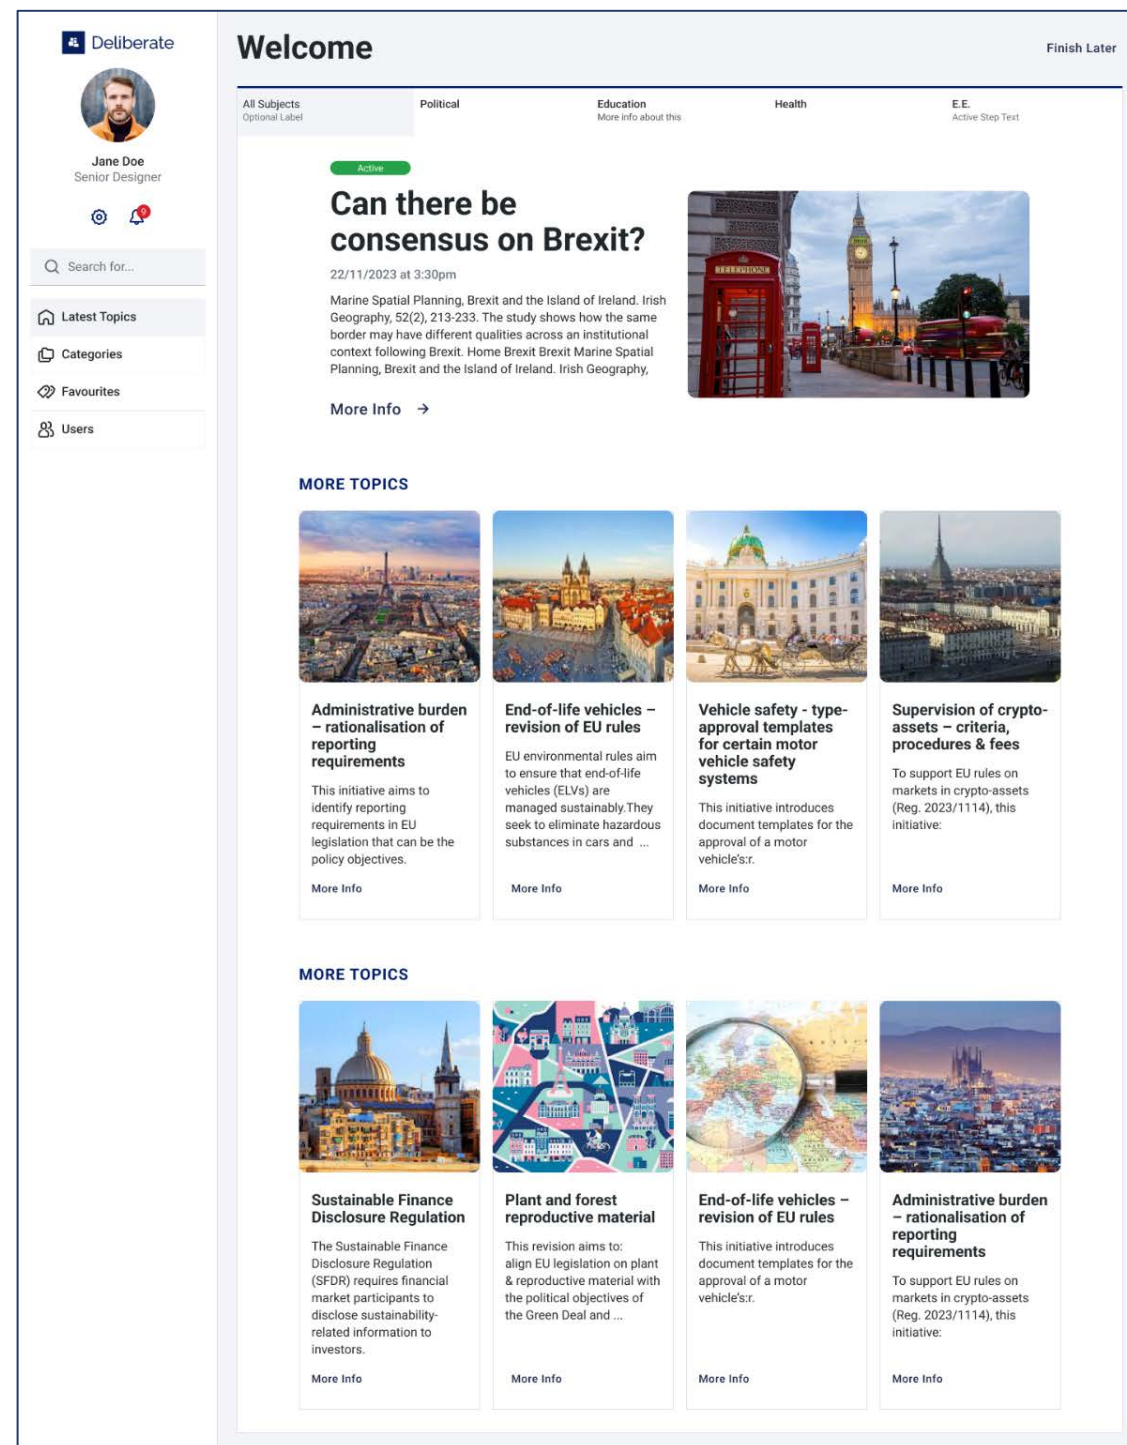 Deliberate
Jane Doe
Senior Designer
9
Search for...
Latest Topics
Categories
Favourites
Users
Welcome
Finish Later
All Subjects
Optional Label
Political
Education
More info about this
Health
E.E.
Active Step Text
Active
Can there be
consensus on Brexit?
22/11/2023 at 3:30pm
Marine Spatial Planning, Brexit and the Island of Ireland. Irish
Geography, 52(2), 213-233. The study shows how the same
border may have different qualities across an institutional
context following Brexit. Home Brexit Brexit Marine Spatial
Planning, Brexit and the Island of Ireland. Irish Geography,
More Info
TELEPHONE
MORE TOPICS
Administrative burden
– rationalisation of
reporting
requirements
This initiative aims to
identify reporting
requirements in EU
legislation that can be the
policy objectives.
More Info
End-of-life vehicles –
revision of EU rules
EU environmental rules aim
to ensure that end-of-life
vehicles (ELVs) are
managed sustainably.They
seek to eliminate hazardous
substances in cars and ...
More Info
Vehicle safety - type-
approval templates
for certain motor
vehicle safety
systems
This initiative introduces
document templates for the
approval of a motor
vehicle's:r.
More Info
Supervision of crypto-
assets – criteria,
procedures & fees
To support EU rules on
markets in crypto-assets
(Reg. 2023/1114), this
initiative:
More Info
MORE TOPICS
Sustainable Finance
Disclosure Regulation
The Sustainable Finance
Disclosure Regulation
(SFDR) requires financial
market participants to
disclose sustainability-
related information to
investors.
More Info
Plant and forest
reproductive material
This revision aims to:
align EU legislation on plant
& reproductive material with
the political objectives of
the Green Deal and ...
More Info
End-of-life vehicles –
revision of EU rules
This initiative introduces
document templates for the
approval of a motor
vehicle's:r.
More Info
Administrative burden
– rationalisation of
reporting
requirements
To support EU rules on
markets in crypto-assets
(Reg. 2023/1114), this
initiative:
More Info